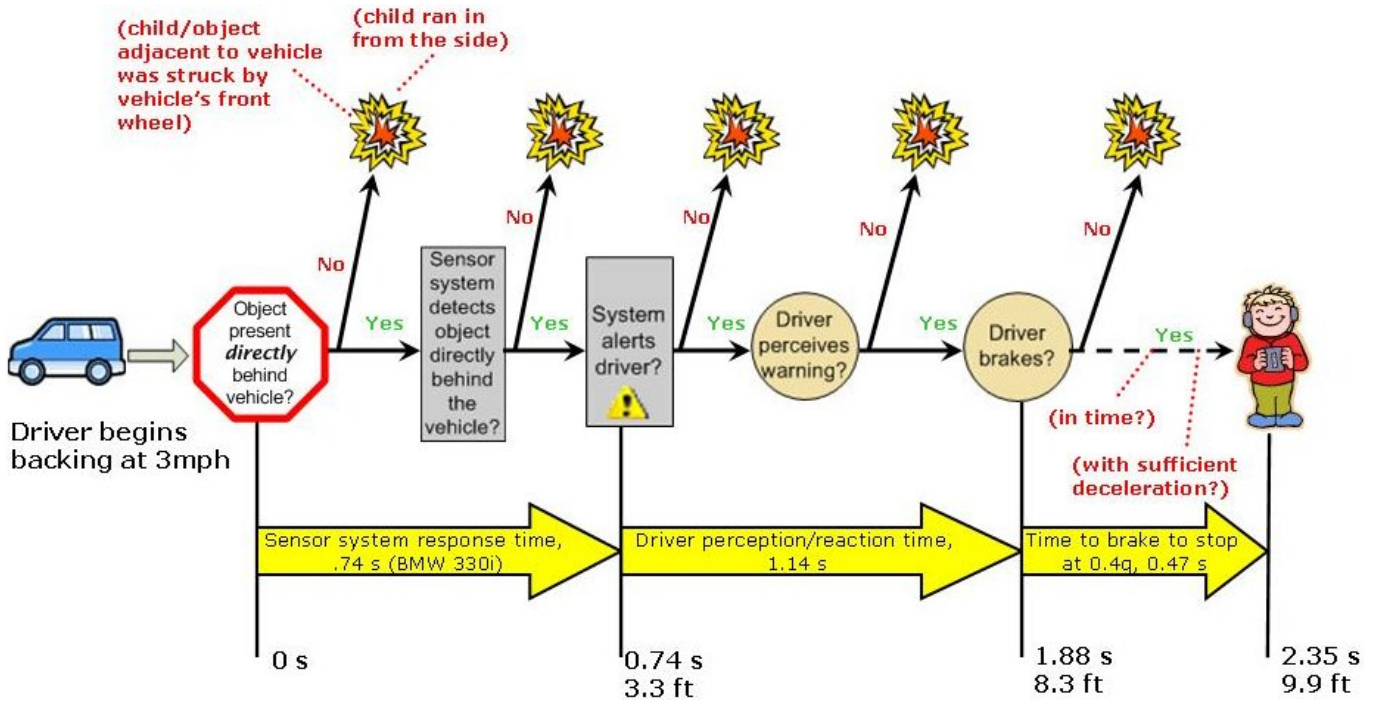 (child/object
adjacent to vehicle
was struck by
vehicle's front
wheel)
(child ran in
from the side)
No
No
No
No
No
Object
present
directly
behind
vehicle?
Yes
Sensor
system
detects
object
directly
behind
the
vehicle?
Yes
System
alerts
driver?
Yes
Driver
perceives
warning?
Yes
Driver
brakes?
Yes
(in time?)
(with sufficient
deceleration?)
Driver begins
backing at 3mph
Sensor system response time,
.74 s (BMW 330i)
Driver perception/reaction time,
1.14 s
Time to brake to stop
at 0.4g, 0.47 s
0 s
0.74 s
3.3 ft
1.88 s
8.3 ft
2.35 s
9.9 ft